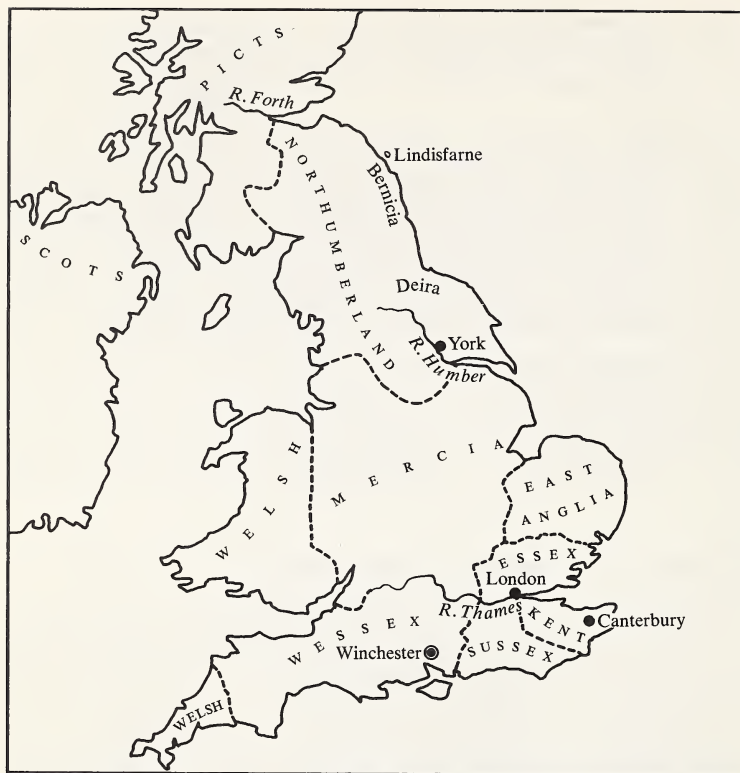 PICTS
R. Forth
Lindisfarne
Bernicia
NORTHUMBERLAND
SCOTS
Deira
York
R. Humber
WELSH
MERCIA
EAST
ANGLIA
ESSEX
London
R. Thames
KENT
Canterbury
WESSEX
Winchester
SUSSEX
WELSH